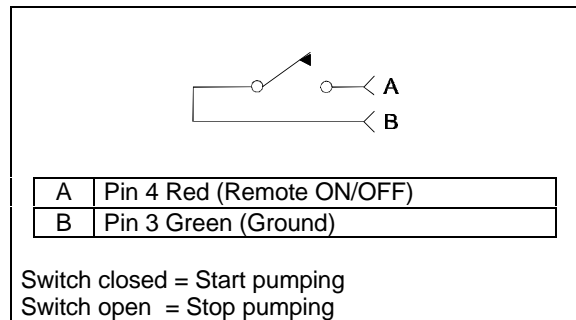 A
B
A Pin 4 Red (Remote ON/OFF)
B Pin 3 Green (Ground)
Switch closed = Start pumping
Switch open = Stop pumping